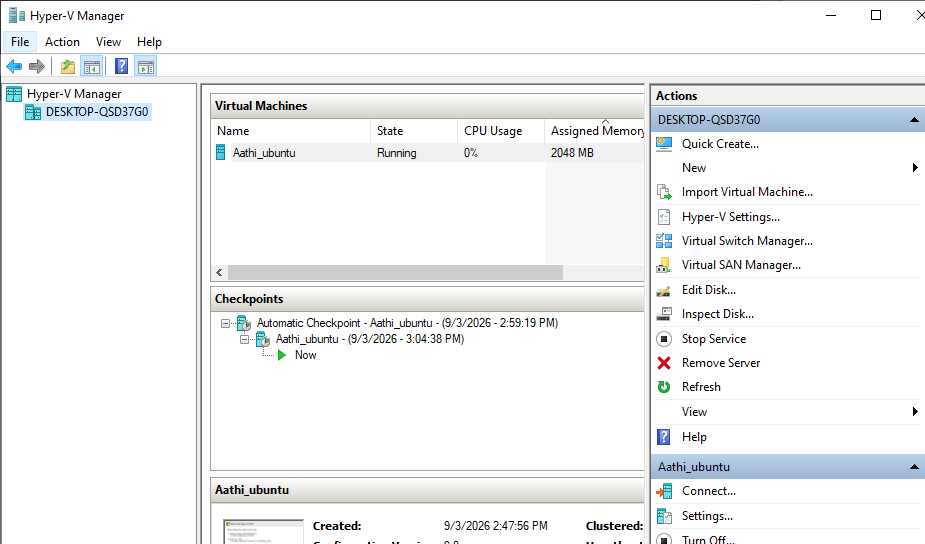 Hyper-V Manager
File Action View Help
Hyper-V Manager
DESKTOP-QSD37G0
Virtual Machines
Name State CPU Usage Assigned Memory
Aathi_ubuntu Running 0% 2048 MB
Checkpoints
Automatic Checkpoint - Aathi_ubuntu - (9/3/2026 - 2:59:19 PM)
Aathi_ubuntu - (9/3/2026 - 3:04:38 PM)
Now
Aathi_ubuntu
Created: 9/3/2026 2:47:56 PM Clustered:
Actions
DESKTOP-QSD37G0
Quick Create...
New
Import Virtual Machine...
Hyper-V Settings...
Virtual Switch Manager...
Virtual SAN Manager...
Edit Disk...
Inspect Disk...
Stop Service
Remove Server
Refresh
View
Help
Aathi_ubuntu
Connect...
Settings...
Turn Off...